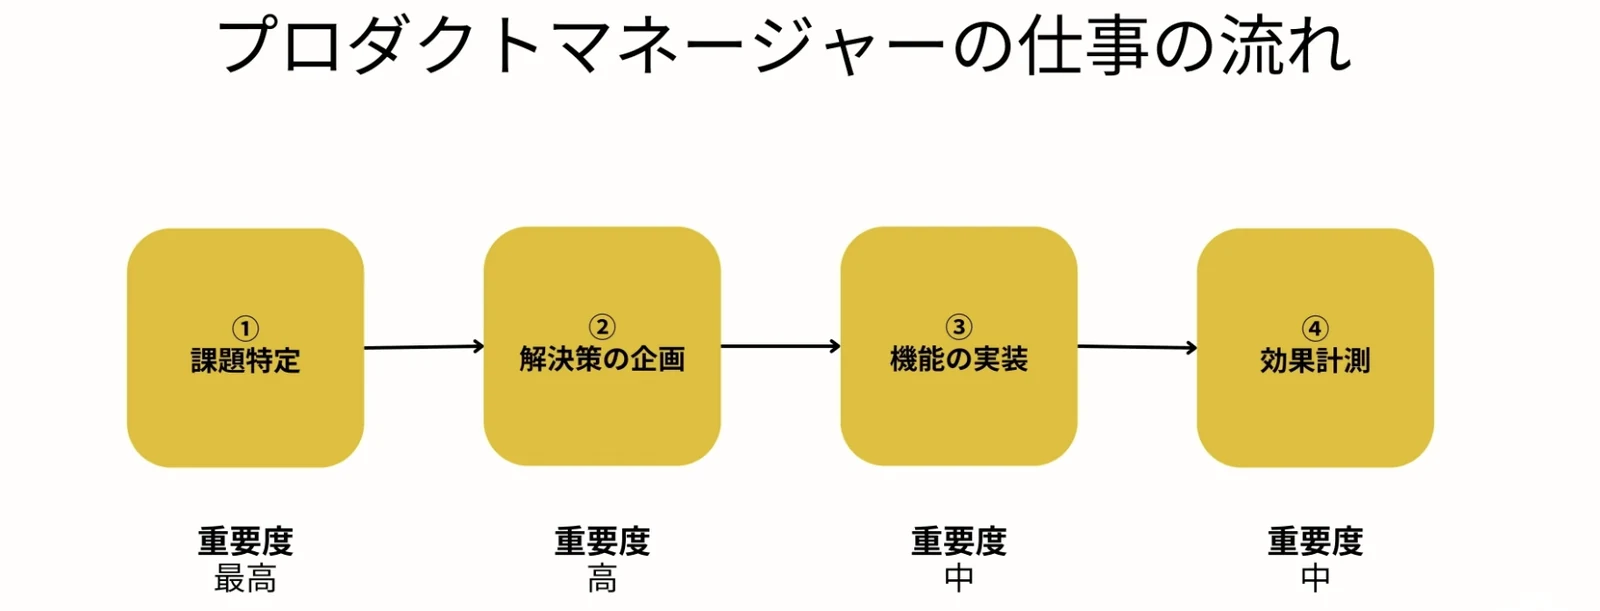 プロダクトマネージャーの仕事の流れ
①
課題特定
②
解決策の企画
③
機能の実装
④
効果計測
重要度
最高
重要度
高
重要度
中
重要度
中